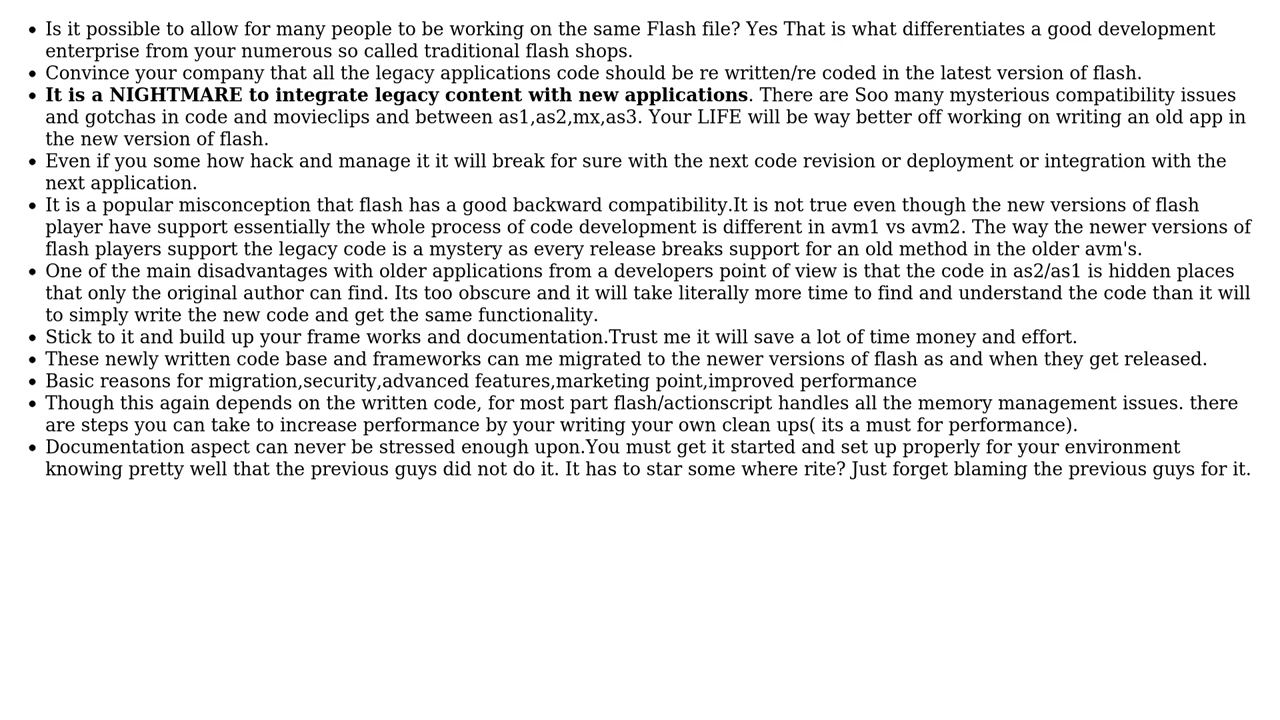 • Is it possible to allow for many people to be working on the same Flash file? Yes That is what differentiates a good development
enterprise from your numerous so called traditional flash shops.
• Convince your company that all the legacy applications code should be re written/re coded in the latest version of flash.
• It is a NIGHTMARE to integrate legacy content with new applications. There are Soo many mysterious compatibility issues
and gotchas in code and movieclips and between as1,as2,mx,as3. Your LIFE will be way better off working on writing an old app in
the new version of flash.
• Even if you some how hack and manage it it will break for sure with the next code revision or deployment or integration with the
next application.
• It is a popular misconception that flash has a good backward compatibility.It is not true even though the new versions of flash
player have support essentially the whole process of code development is different in avm1 vs avm2. The way the newer versions of
flash players support the legacy code is a mystery as every release breaks support for an old method in the older avm's.
• One of the main disadvantages with older applications from a developers point of view is that the code in as2/as1 is hidden places
that only the original author can find. Its too obscure and it will take literally more time to find and understand the code than it will
to simply write the new code and get the same functionality.
• Stick to it and build up your frame works and documentation.Trust me it will save a lot of time money and effort.
• These newly written code base and frameworks can me migrated to the newer versions of flash as and when they get released.
• Basic reasons for migration,security,advanced features,marketing point,improved performance
• Though this again depends on the written code, for most part flash/actionscript handles all the memory management issues. there
are steps you can take to increase performance by your writing your own clean ups( its a must for performance).
• Documentation aspect can never be stressed enough upon.You must get it started and set up properly for your environment
knowing pretty well that the previous guys did not do it. It has to star some where rite? Just forget blaming the previous guys for it.